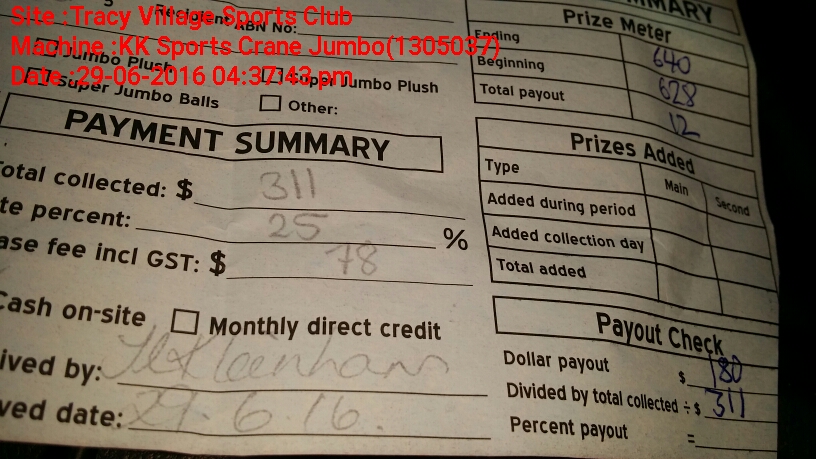 Site :Tracy Village Sports Club
Machine :KK Sports Crane Jumbo(1305037)
Date :29-06-2016 04:37:43 pm
Recipient ABN No:
Jumbo Plush
Super Jumbo Plush
Super Jumbo Balls
Other:
PAYMENT SUMMARY
otal collected: $ 311
te percent: 25 %
ase fee incl GST: $ 78
Cash on-site
Monthly direct credit
ived by:
ved date: 29.6.16.
MMARY
Prize Meter
Ending 640
Beginning 628
Total payout 12
Prizes Added
Type Main Second
Added during period
Added collection day
Total added
Payout Check
Dollar payout $ 180
Divided by total collected ÷ $ 311
Percent payout =